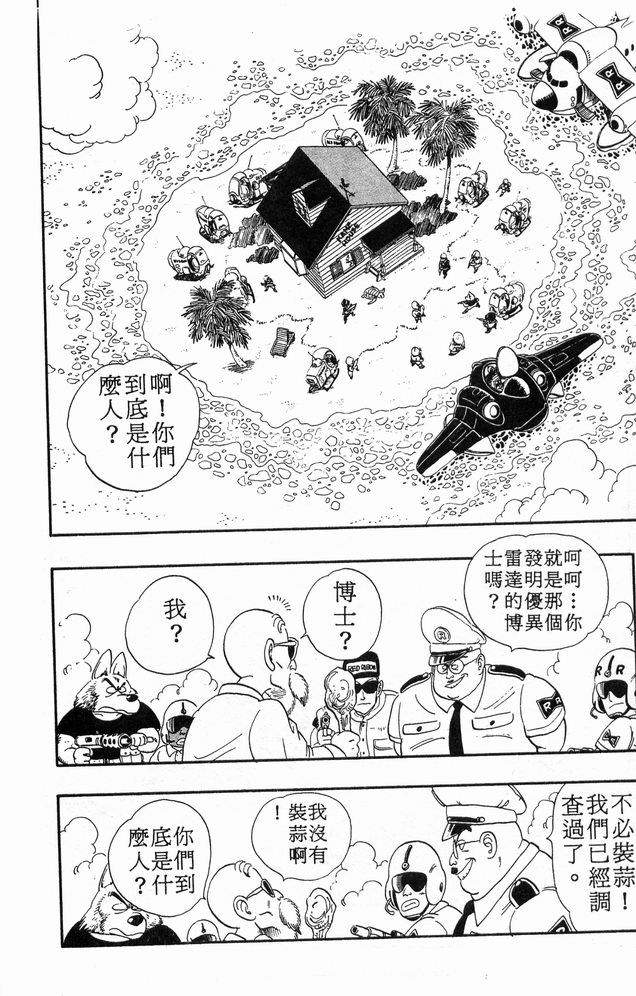 KAME
HOUSE
啊！你們
到底是什
麼人？
呵呵…你
就是那個
發明優異
雷達的博
士嗎？
博士？
我？
RED RIBBON
R
R R
R R
不必裝蒜！
我們已經調
查過了。
我沒有
裝蒜啊
！
你們到
底是什
麼人？